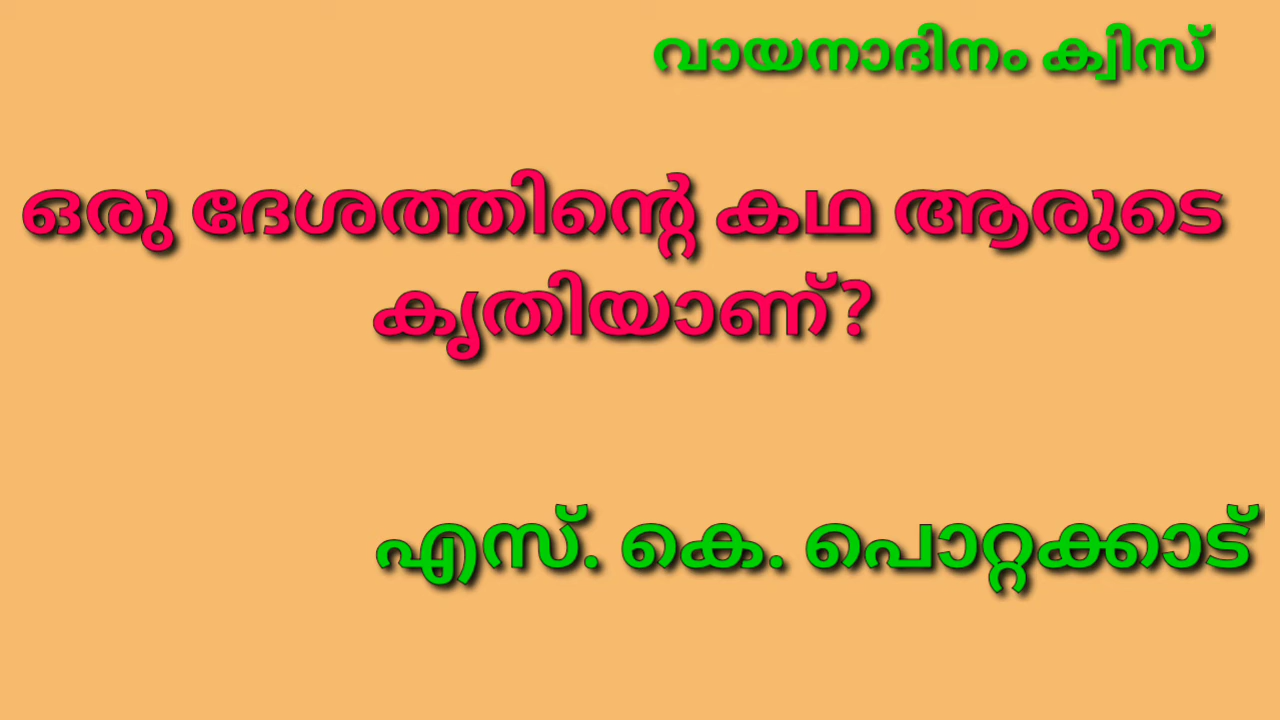 വായനാദിനം ക്വിസ്
ഒരു ദേശത്തിന്റെ കഥ ആരുടെ
കൃതിയാണ്?
എസ്. കെ. പൊറ്റക്കാട്